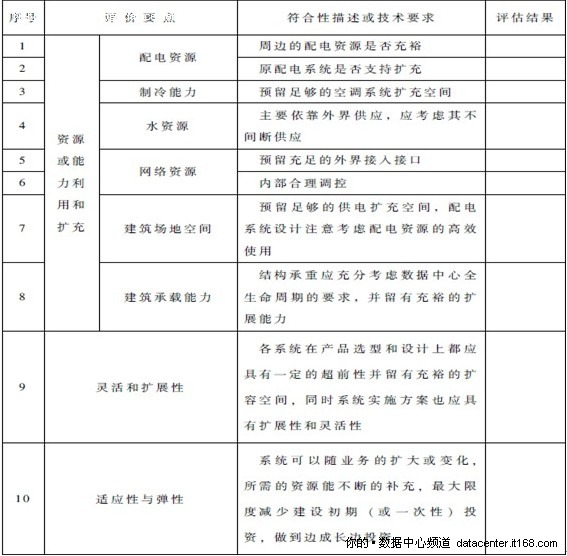 序号 评价要点 符合性描述或技术要求 评估结果
1 配电资源 周边的配电资源是否充裕
2 原配电系统是否支持扩充
3 制冷能力 预留足够的空调系统扩充空间
4 水资源 主要依靠外界供应，应考虑其不
间断供应
资源
或能
力利
用和
扩充
5 网络资源 预留充足的外界接入接口
6 内部合理调控
7 建筑场地空间 预留足够的供电扩充空间，配电
系统设计注意考虑配电资源的高效
使用
8 建筑承载能力 结构承重应充分考虑数据中心全
生命周期的要求，并留有充裕的扩
展能力
9 灵活和扩展性 各系统在产品选型和设计上都应
具有一定的超前性并留有充裕的扩
容空间，同时系统实施方案也应具
有扩展性和灵活性
10 适应性与弹性 系统可以随业务的扩大或变化，
所需的资源能不断的补充，最大限
度减少建设初期（或一次性）投
资，做到边成长边投资
你的·数据中心频道 datacenter.it168.com